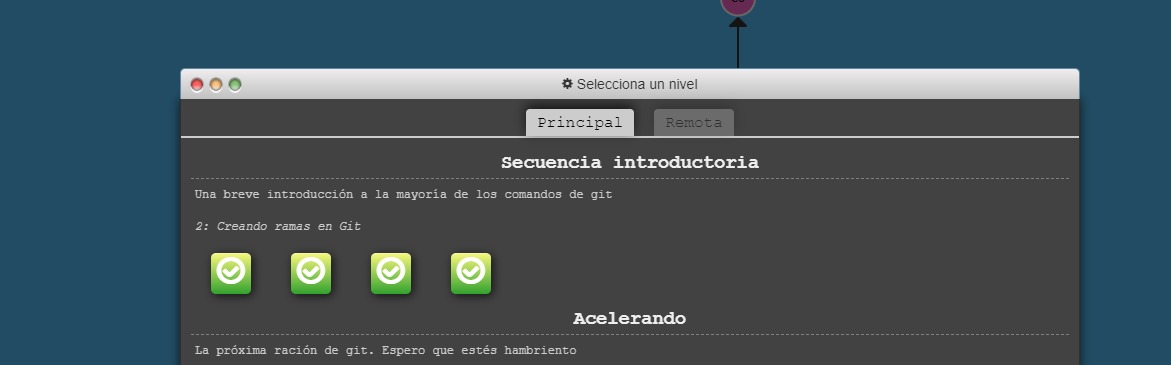 Selecciona un nivel
Principal Remota
Secuencia introductoria
Una breve introducción a la mayoría de los comandos de git
2: Creando ramas en Git
Acelerando
La próxima ración de git. Espero que estés hambriento